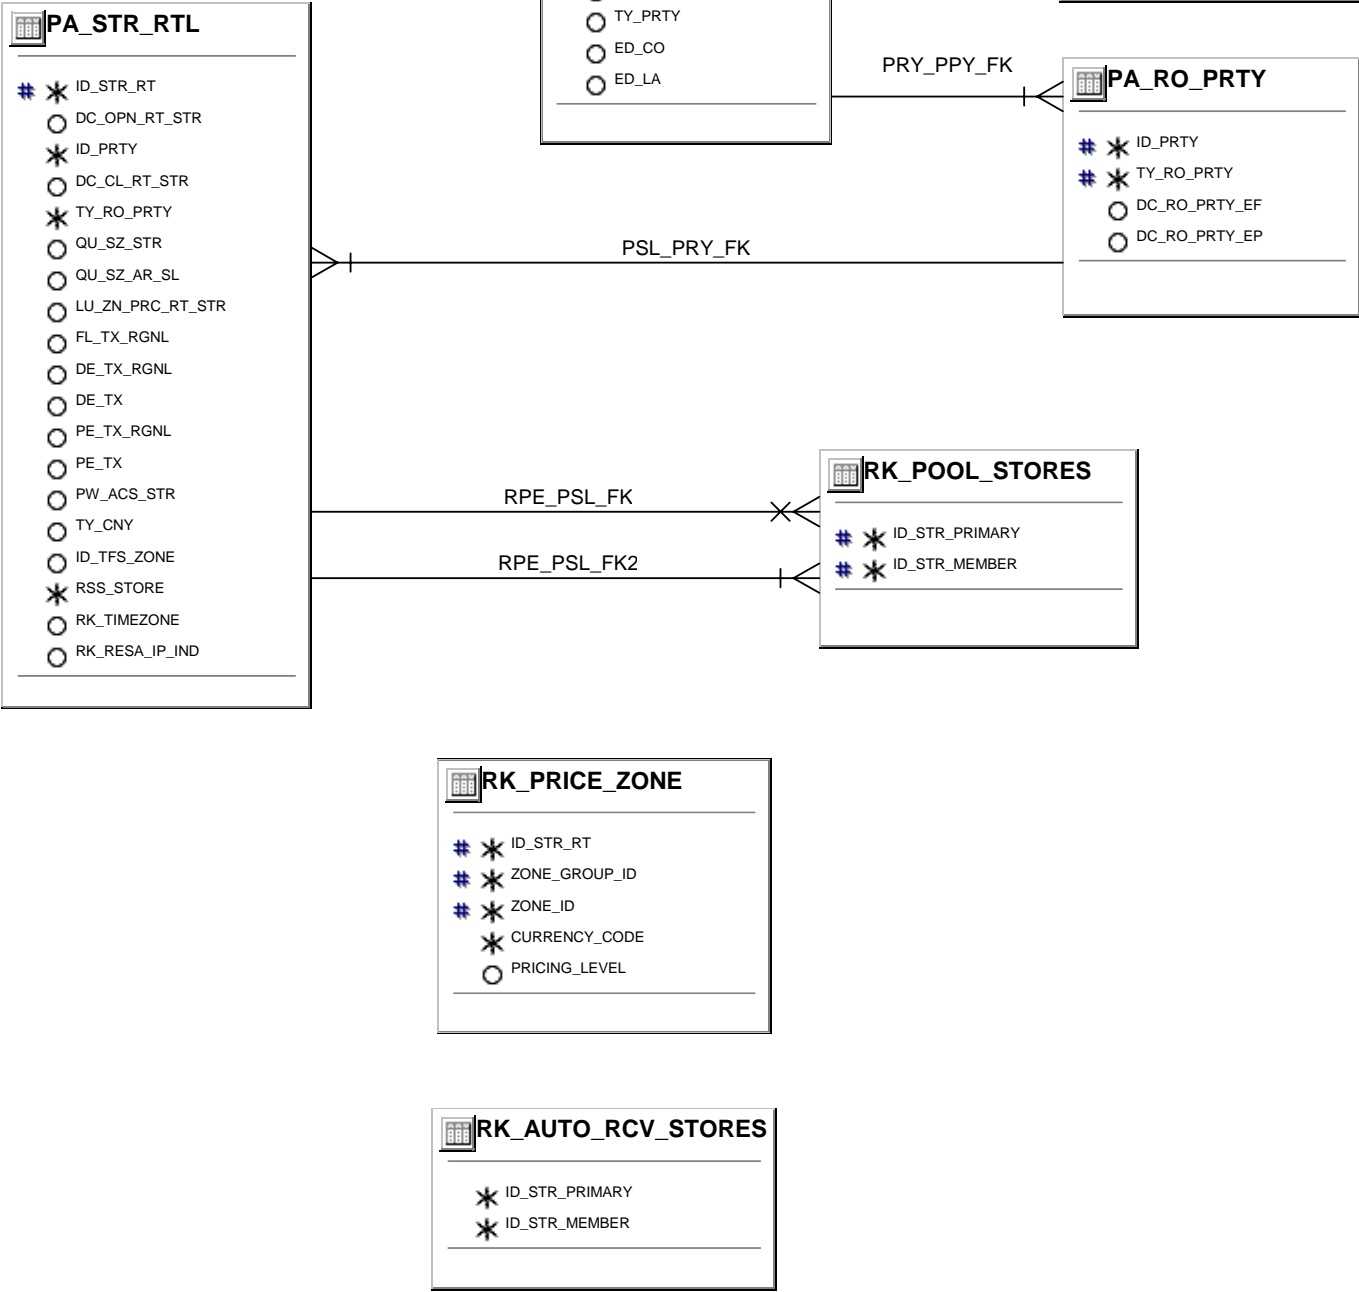 PA_STR_RTL
# ID_STR_RT
DC_OPN_RT_STR
ID_PRTY
DC_CL_RT_STR
TY_RO_PRTY
QU_SZ_STR
QU_SZ_AR_SL
LU_ZN_PRC_RT_STR
FL_TX_RGNL
DE_TX_RGNL
DE_TX
PE_TX_RGNL
PE_TX
PW_ACS_STR
TY_CNY
ID_TFS_ZONE
RSS_STORE
RK_TIMEZONE
RK_RESA_IP_IND
TY_PRTY
ED_CO
ED_LA
PRY_PPY_FK
PA_RO_PRTY
# ID_PRTY
# TY_RO_PRTY
DC_RO_PRTY_EF
DC_RO_PRTY_EP
PSL_PRY_FK
RPE_PSL_FK
RPE_PSL_FK2
RK_POOL_STORES
# ID_STR_PRIMARY
# ID_STR_MEMBER
RK_PRICE_ZONE
# ID_STR_RT
# ZONE_GROUP_ID
# ZONE_ID
CURRENCY_CODE
PRICING_LEVEL
RK_AUTO_RCV_STORES
ID_STR_PRIMARY
ID_STR_MEMBER